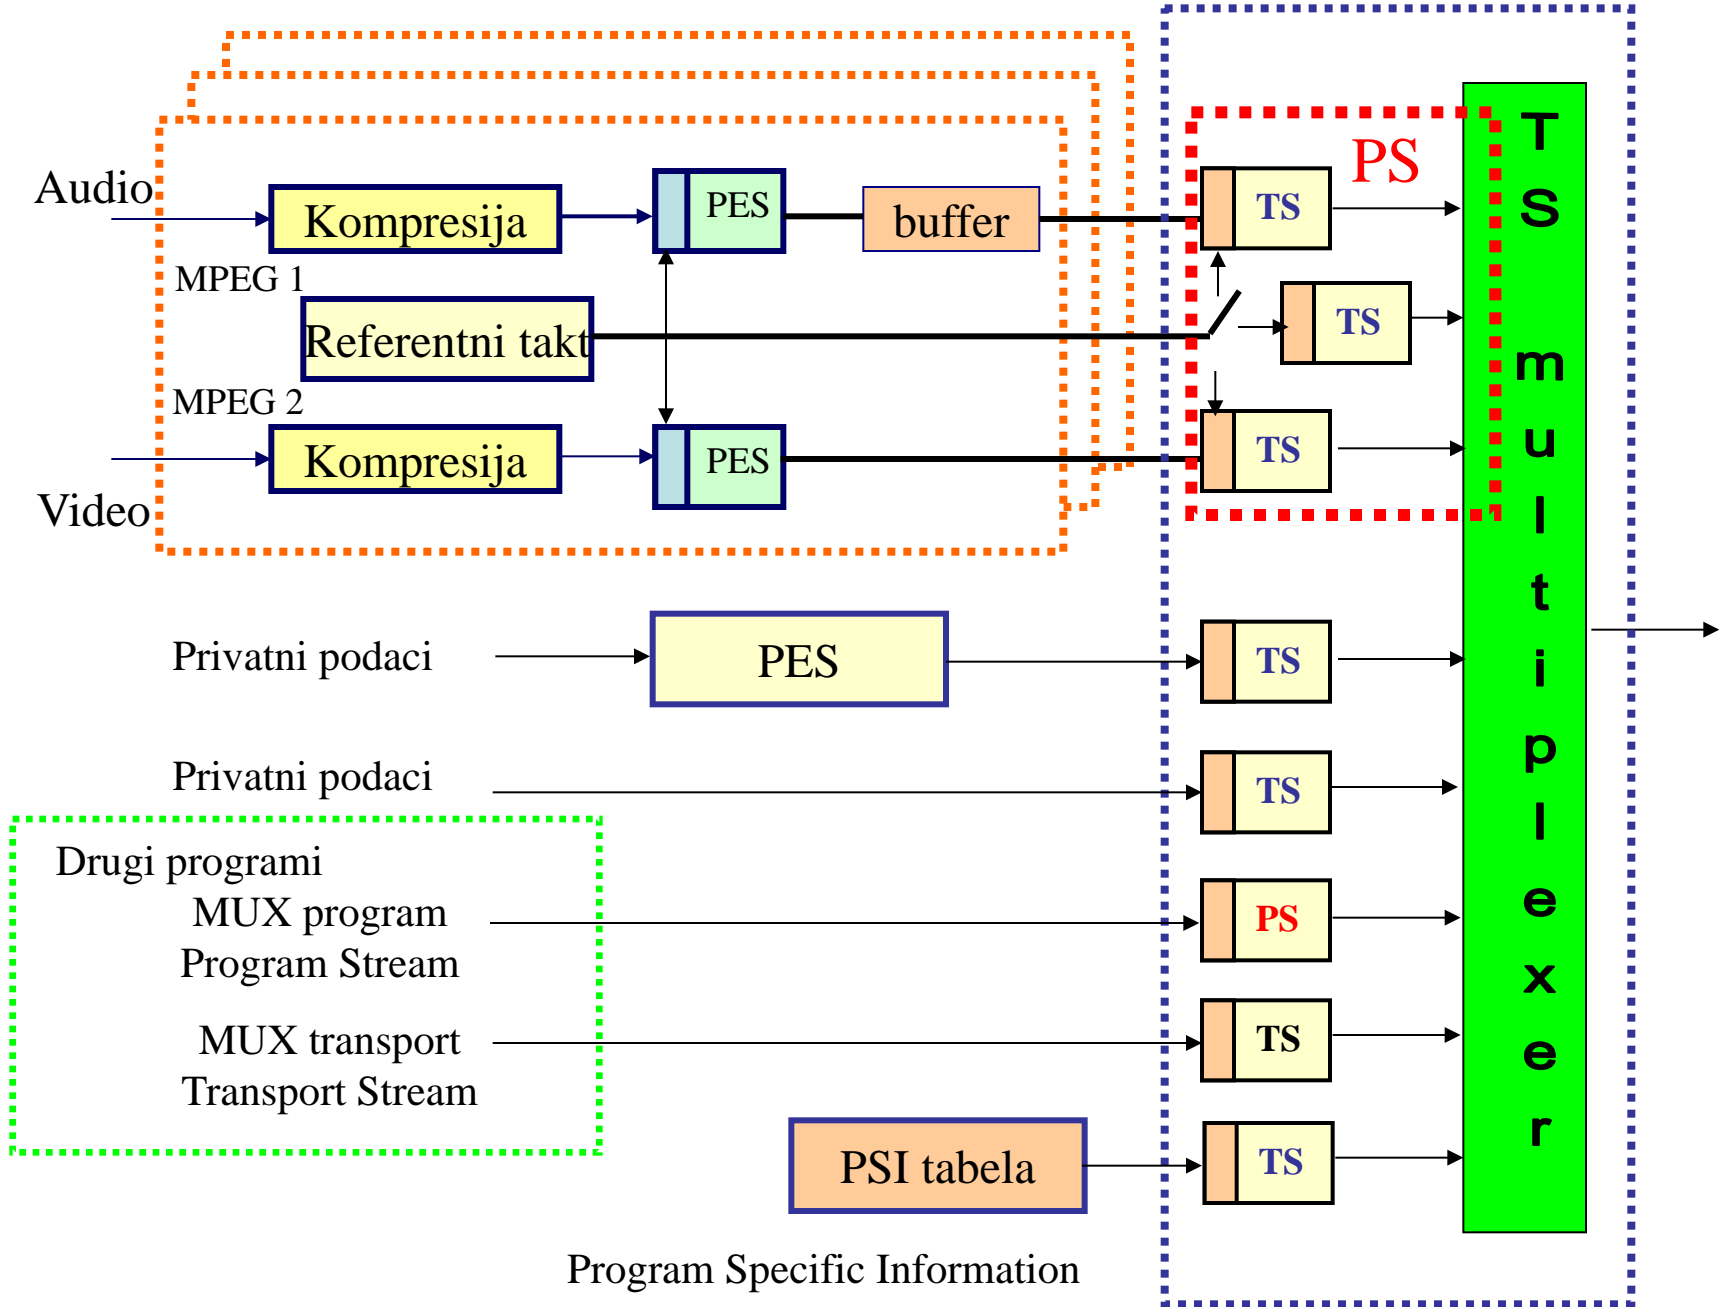 PS
Audio
Kompresija
PES
buffer
TS
MPEG 1
Referentni takt
TS
MPEG 2
Kompresija
PES
TS
Video
Privatni podaci
PES
TS
Privatni podaci
TS
Drugi programi
MUX program
Program Stream
PS
MUX transport
Transport Stream
TS
PSI tabela
TS
Program Specific Information
TS multiplexer